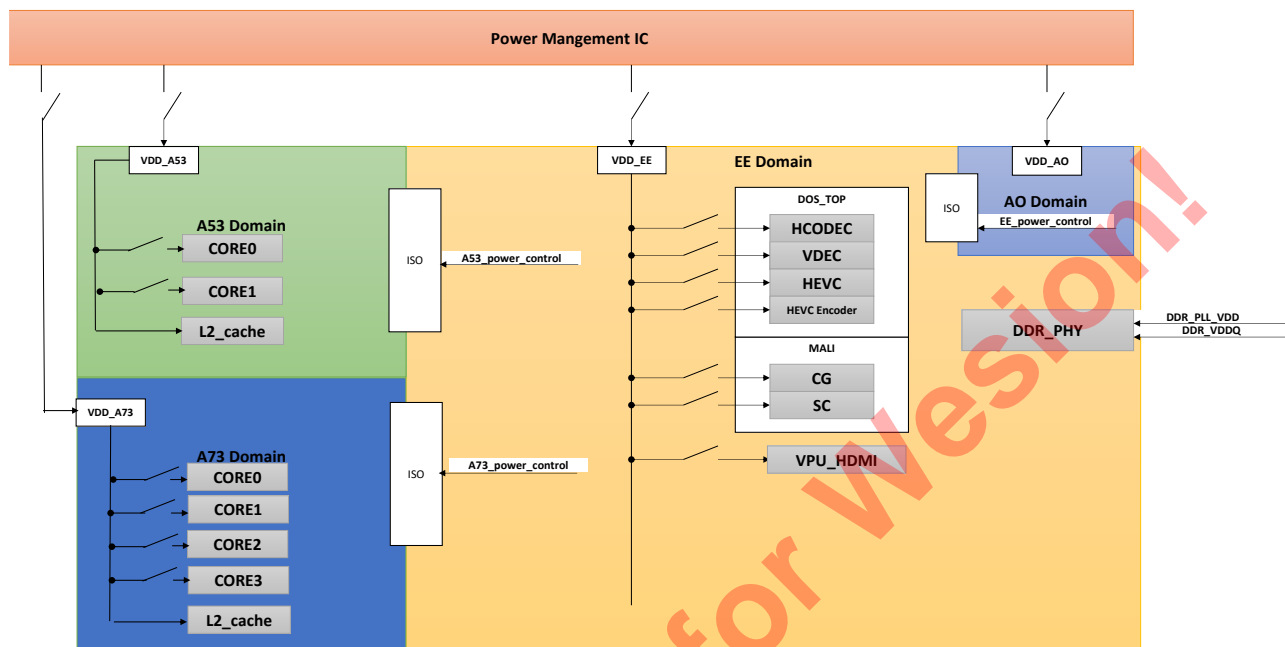 Power Mangement IC
VDD_A53
VDD_EE
EE Domain
VDD_AO
AO Domain
ISO
EE_power_control
A53 Domain
CORE0
CORE1
L2_cache
ISO
A53_power_control
DOS_TOP
HCODEC
VDEC
HEVC
HEVC Encoder
MALI
CG
SC
VPU_HDMI
DDR_PHY
DDR_PLL_VDD
DDR_VDDQ
VDD_A73
A73 Domain
CORE0
CORE1
CORE2
CORE3
L2_cache
ISO
A73_power_control
for Wesion!